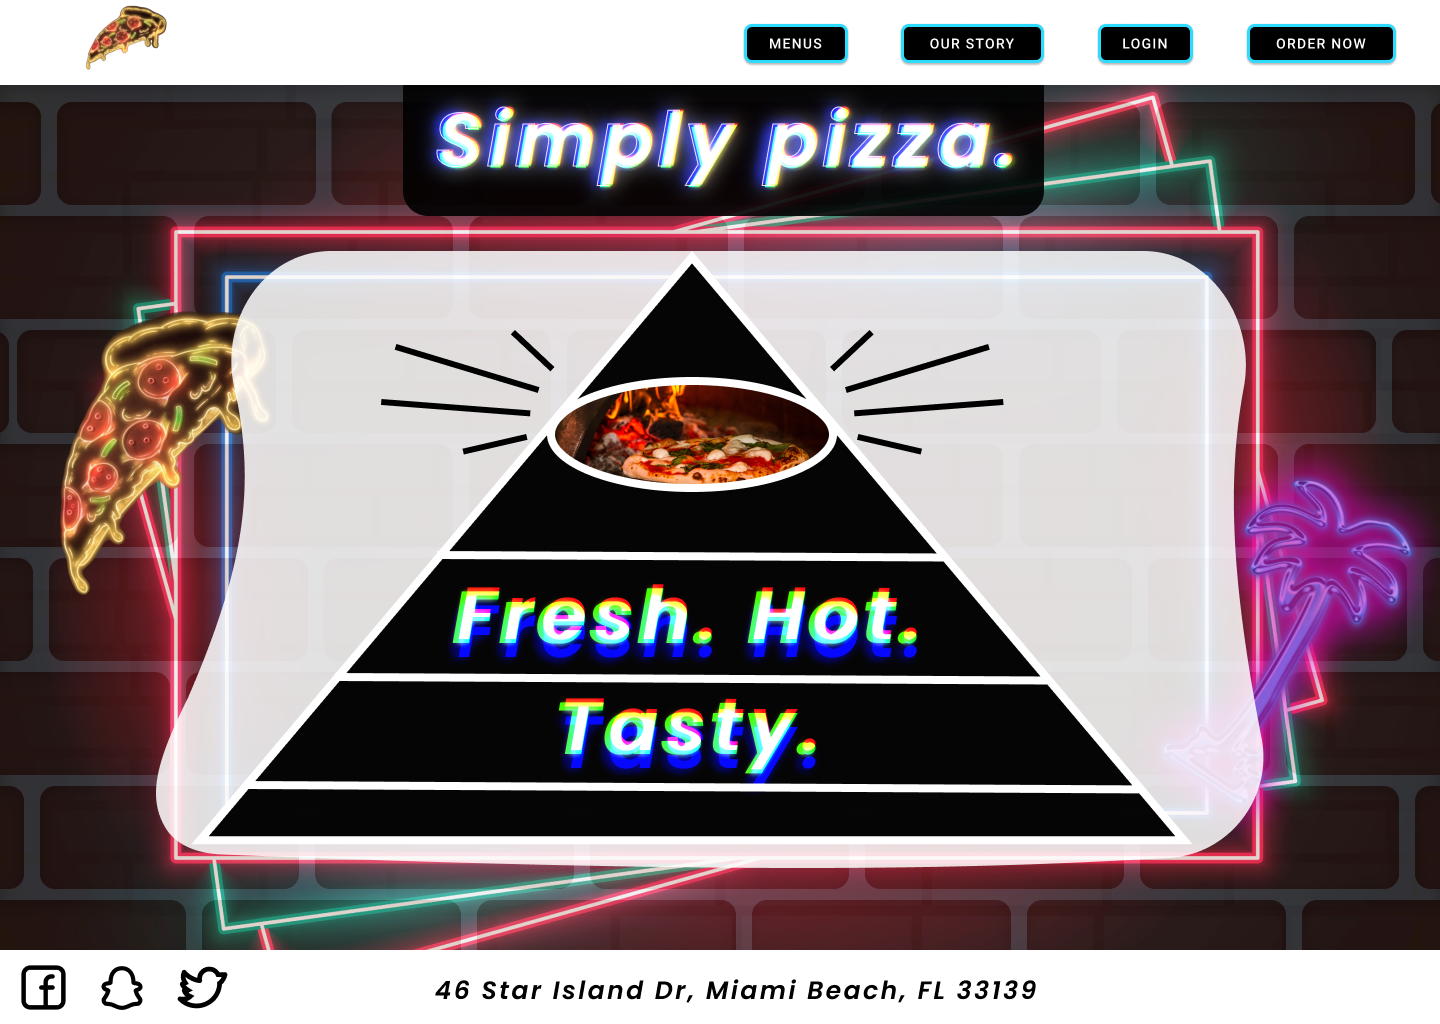 MENUS
OUR STORY
LOGIN
ORDER NOW
Simply pizza.
Fresh. Hot.
Tasty.
46 Star Island Dr, Miami Beach, FL 33139